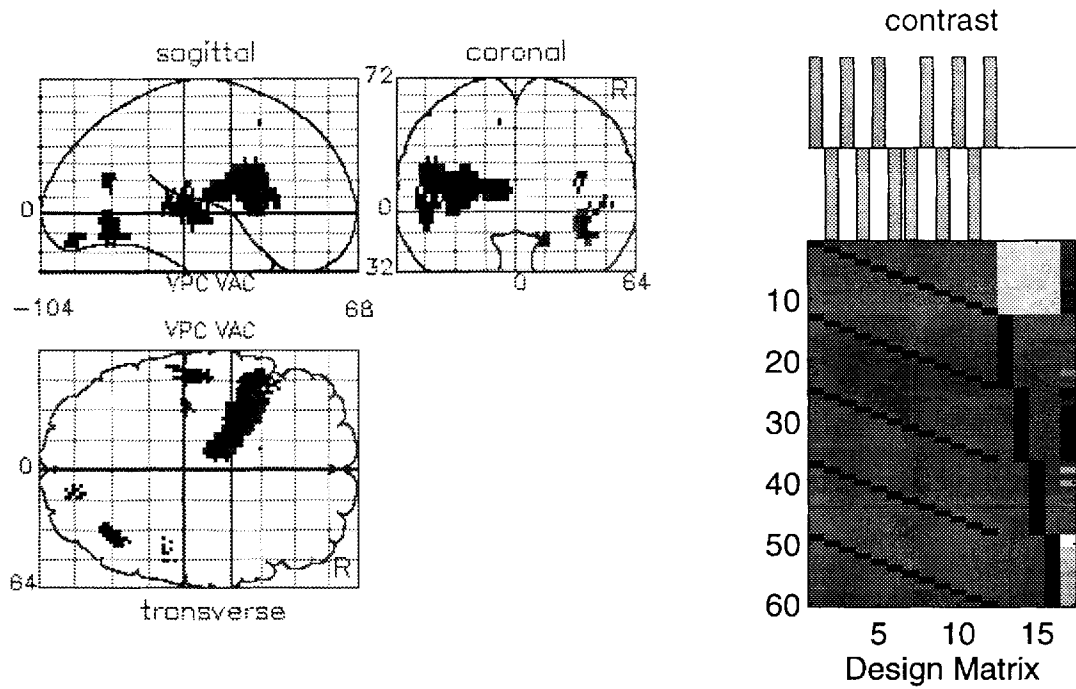 sagittal
coronal
72
R
0
0
32
VPC VAC
0
64
-104
68
VPC VAC
0
64
R
transverse
contrast
10
20
30
40
50
60
5 10 15
Design Matrix